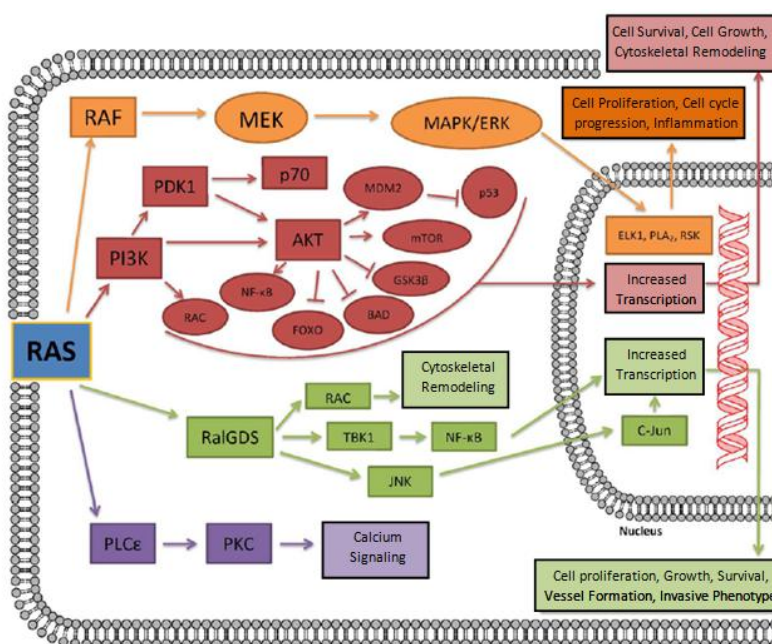 Cell Survival, Cell Growth,
Cytoskeletal Remodeling
RAF
MEK
MAPK/ERK
Cell Proliferation, Cell cycle
progression, Inflammation
PDK1
p70
MDM2
p53
PI3K
AKT
mTOR
GSK3β
NF-κB
RAC
FOXO
BAD
ELK1, PLA₂, RSK
Increased
Transcription
RAS
RalGDS
RAC
Cytoskeletal
Remodeling
TBK1
NF-κB
JNK
Increased
Transcription
C-Jun
PLCε
PKC
Calcium
Signaling
Nucleus
Cell proliferation, Growth, Survival,
Vessel Formation, Invasive Phenotype